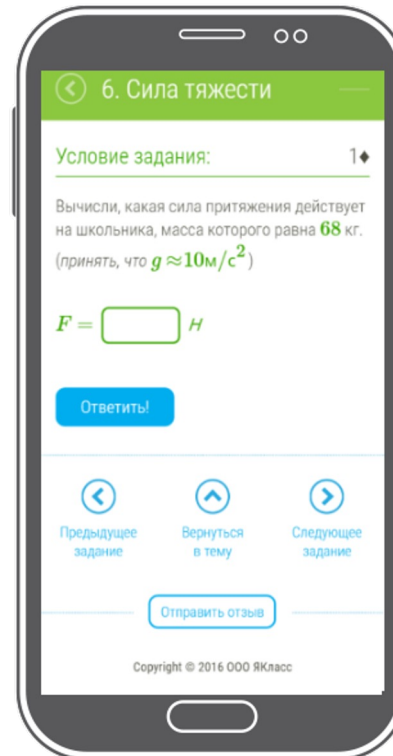 6. Сила тяжести
Условие задания: 1♦
Вычисли, какая сила притяжения действует
на школьника, масса которого равна 68 кг.
(принять, что g ≈10м/с²)
F = Н
Ответить!
Предыдущее задание
Вернуться в тему
Следующее задание
Отправить отзыв
Copyright © 2016 ООО ЯКласс